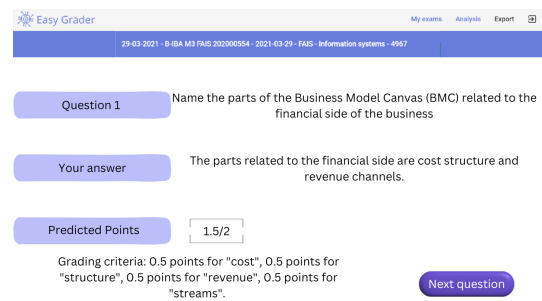 Easy Grader
My exams Analysis Export
29-03-2021 - B-IBA M3 FAIS 202000554 - 2021-03-29 - FAIS - Information systems - 4967
Question 1
Name the parts of the Business Model Canvas (BMC) related to the
financial side of the business
Your answer
The parts related to the financial side are cost structure and
revenue channels.
Predicted Points
1.5/2
Grading criteria: 0.5 points for "cost", 0.5 points for
"structure", 0.5 points for "revenue", 0.5 points for
"streams".
Next question